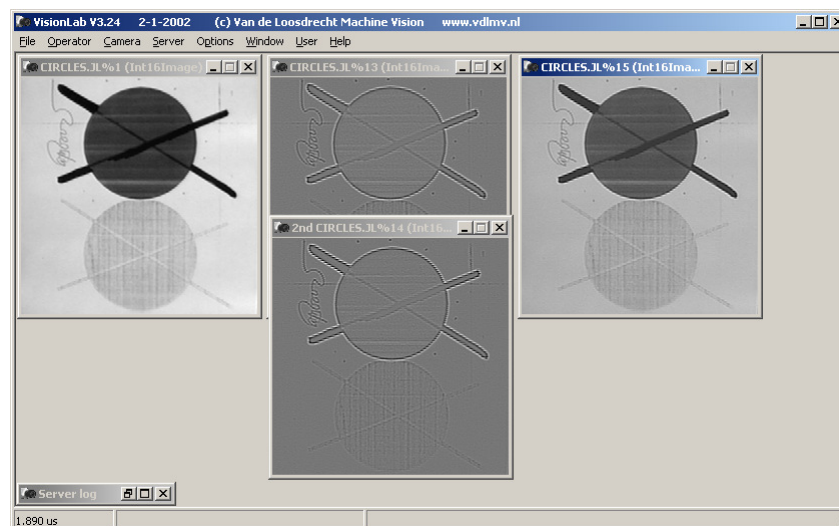 VisionLab V3.24 2-1-2002 (c) Van de Loosdrecht Machine Vision www.vdlmv.nl
File Operator Camera Server Options Window User Help
CIRCLES.JL%1 (Int16Image)
CIRCLES.JL%13 (Int16Ima...
CIRCLES.JL%15 (Int16Ima...
2nd CIRCLES.JL%14 (Int16...
Server log
1.890 us